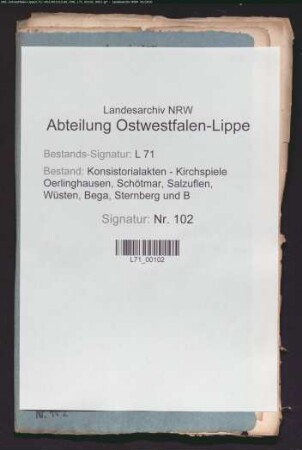 Landesarchiv NRW
Abteilung Ostwestfalen-Lippe
Bestands-Signatur: L 71
Bestand: Konsistorialakten - Kirchspiele
Oerlinghausen, Schötmar, Salzuflen,
Wüsten, Bega, Sternberg und B
Signatur: Nr. 102
L71_00102